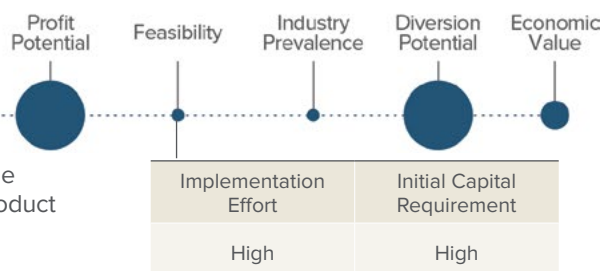 Profit
Potential
Feasibility
Industry
Prevalence
Diversion
Potential
Economic
Value
Implementation
Effort
Initial Capital
Requirement
High
High